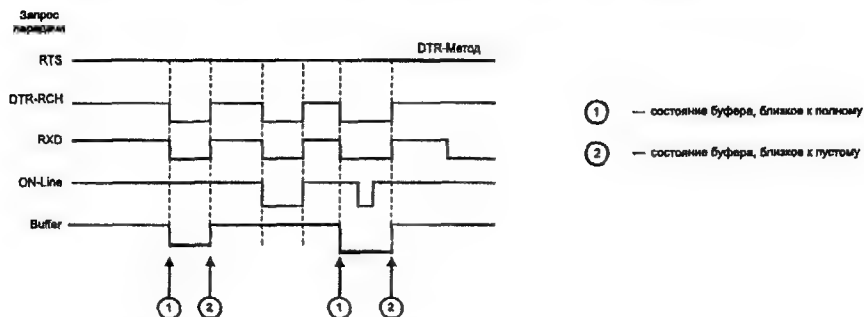 Запрос
передачи
RTS
DTR-Метод
DTR-RCH
RXD
ON-Line
Buffer
1 — состояние буфера, близкое к полному
2 — состояние буфера, близкое к пустому
1 2 1 2